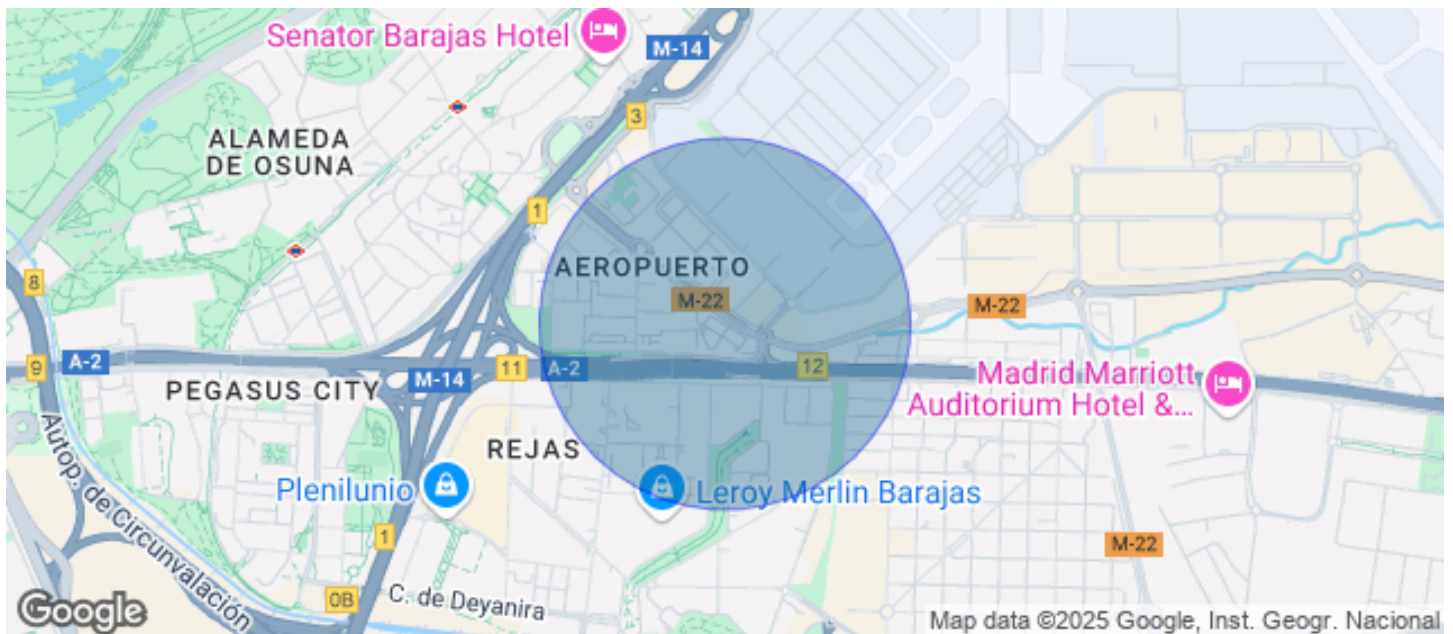 Senator Barajas Hotel
M-14
3
ALAMEDA
DE OSUNA
1
AEROPUERTO
8
M-22
M-22
9
A-2
11
A-2
12
M-14
PEGASUS CITY
Madrid Marriott
Auditorium Hotel &...
REJAS
Autop. de Circunvalación
Plenilunio
Leroy Merlin Barajas
1
M-22
0B
C. de Deyanira
Google
Map data ©2025 Google, Inst. Geogr. Nacional